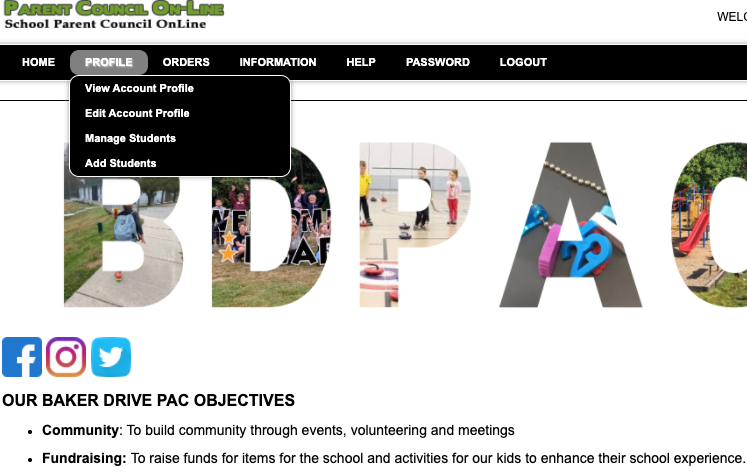 PARENT COUNCIL ON-LINE
School Parent Council OnLine
WELC
HOME PROFILE ORDERS INFORMATION HELP PASSWORD LOGOUT
View Account Profile
Edit Account Profile
Manage Students
Add Students
BDPAC
OUR BAKER DRIVE PAC OBJECTIVES
• Community: To build community through events, volunteering and meetings
• Fundraising: To raise funds for items for the school and activities for our kids to enhance their school experience.